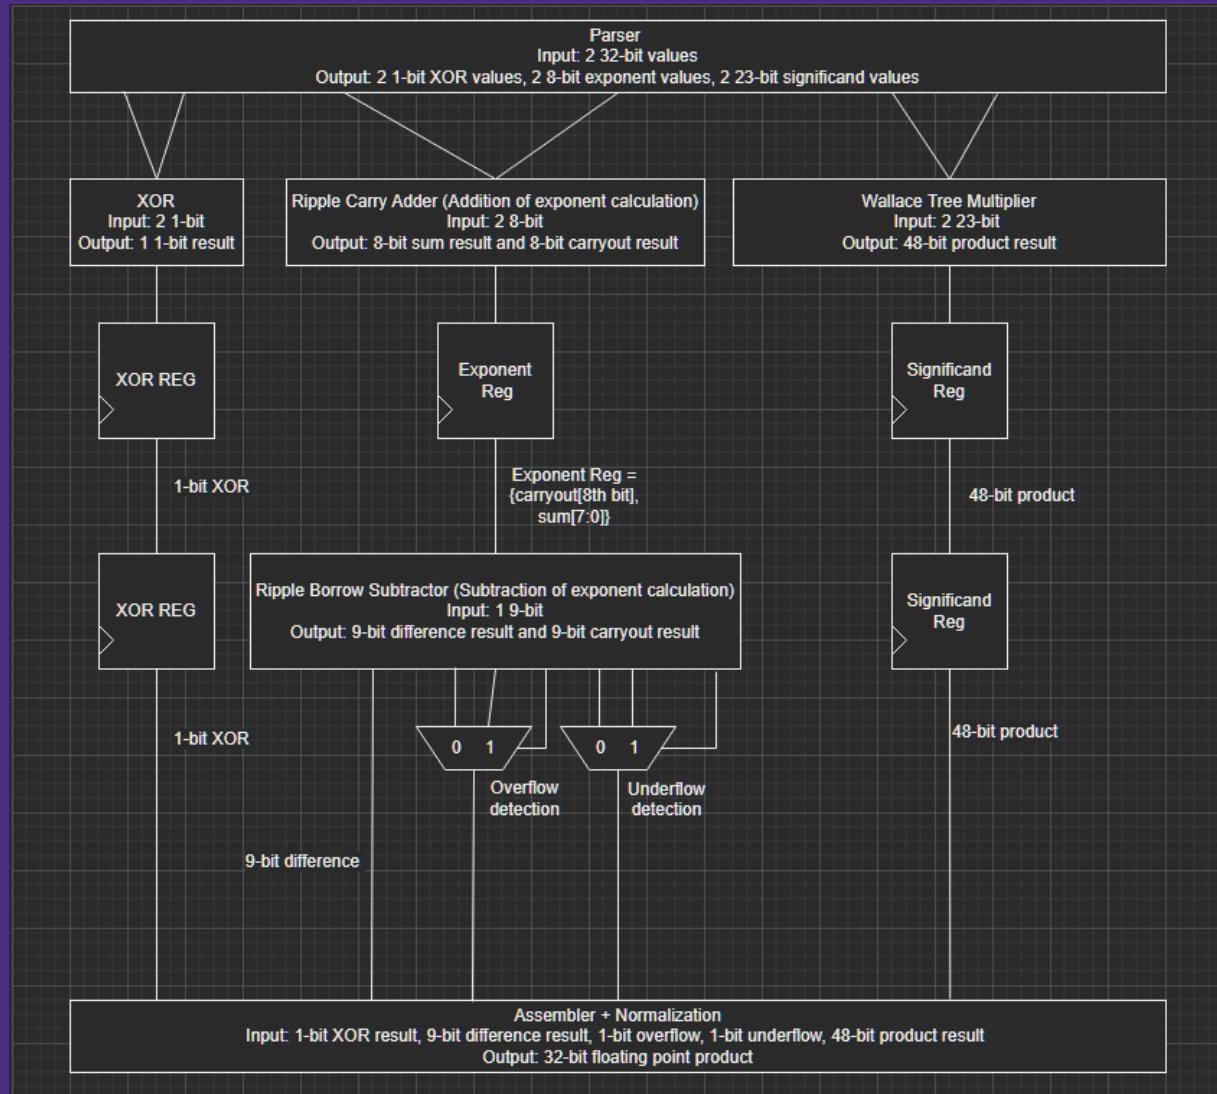 Parser
Input: 2 32-bit values
Output: 2 1-bit XOR values, 2 8-bit exponent values, 2 23-bit significand values
XOR
Input: 2 1-bit
Output: 1 1-bit result
Ripple Carry Adder (Addition of exponent calculation)
Input: 2 8-bit
Output: 8-bit sum result and 8-bit carryout result
Wallace Tree Multiplier
Input: 2 23-bit
Output: 48-bit product result
XOR REG
Exponent
Reg
Significand
Reg
1-bit XOR
Exponent Reg =
{carryout[8th bit],
sum[7:0]}
48-bit product
XOR REG
Ripple Borrow Subtractor (Subtraction of exponent calculation)
Input: 1 9-bit
Output: 9-bit difference result and 9-bit carryout result
Significand
Reg
1-bit XOR
0 1
0 1
48-bit product
Overflow
detection
Underflow
detection
9-bit difference
Assembler + Normalization
Input: 1-bit XOR result, 9-bit difference result, 1-bit overflow, 1-bit underflow, 48-bit product result
Output: 32-bit floating point product